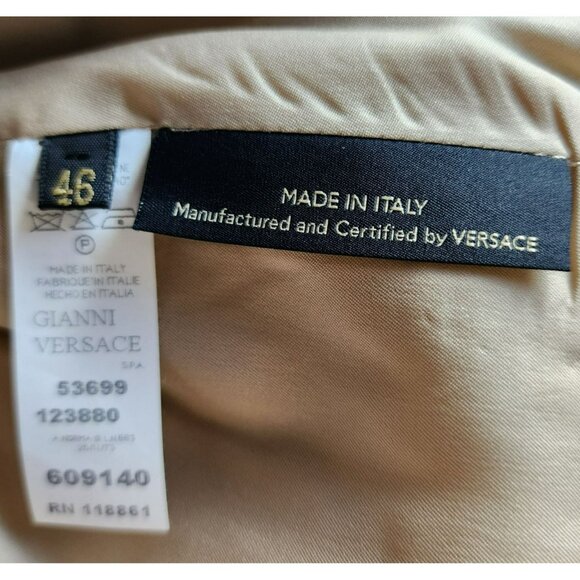 46
MADE IN ITALY
Manufactured and Certified by VERSACE
P
MADE IN ITALY
FABRIQUE IN ITALIE
HECHO EN ITALIA
GIANNI
VERSACE
S.P.A.
53699
123880
609140
RN 118861